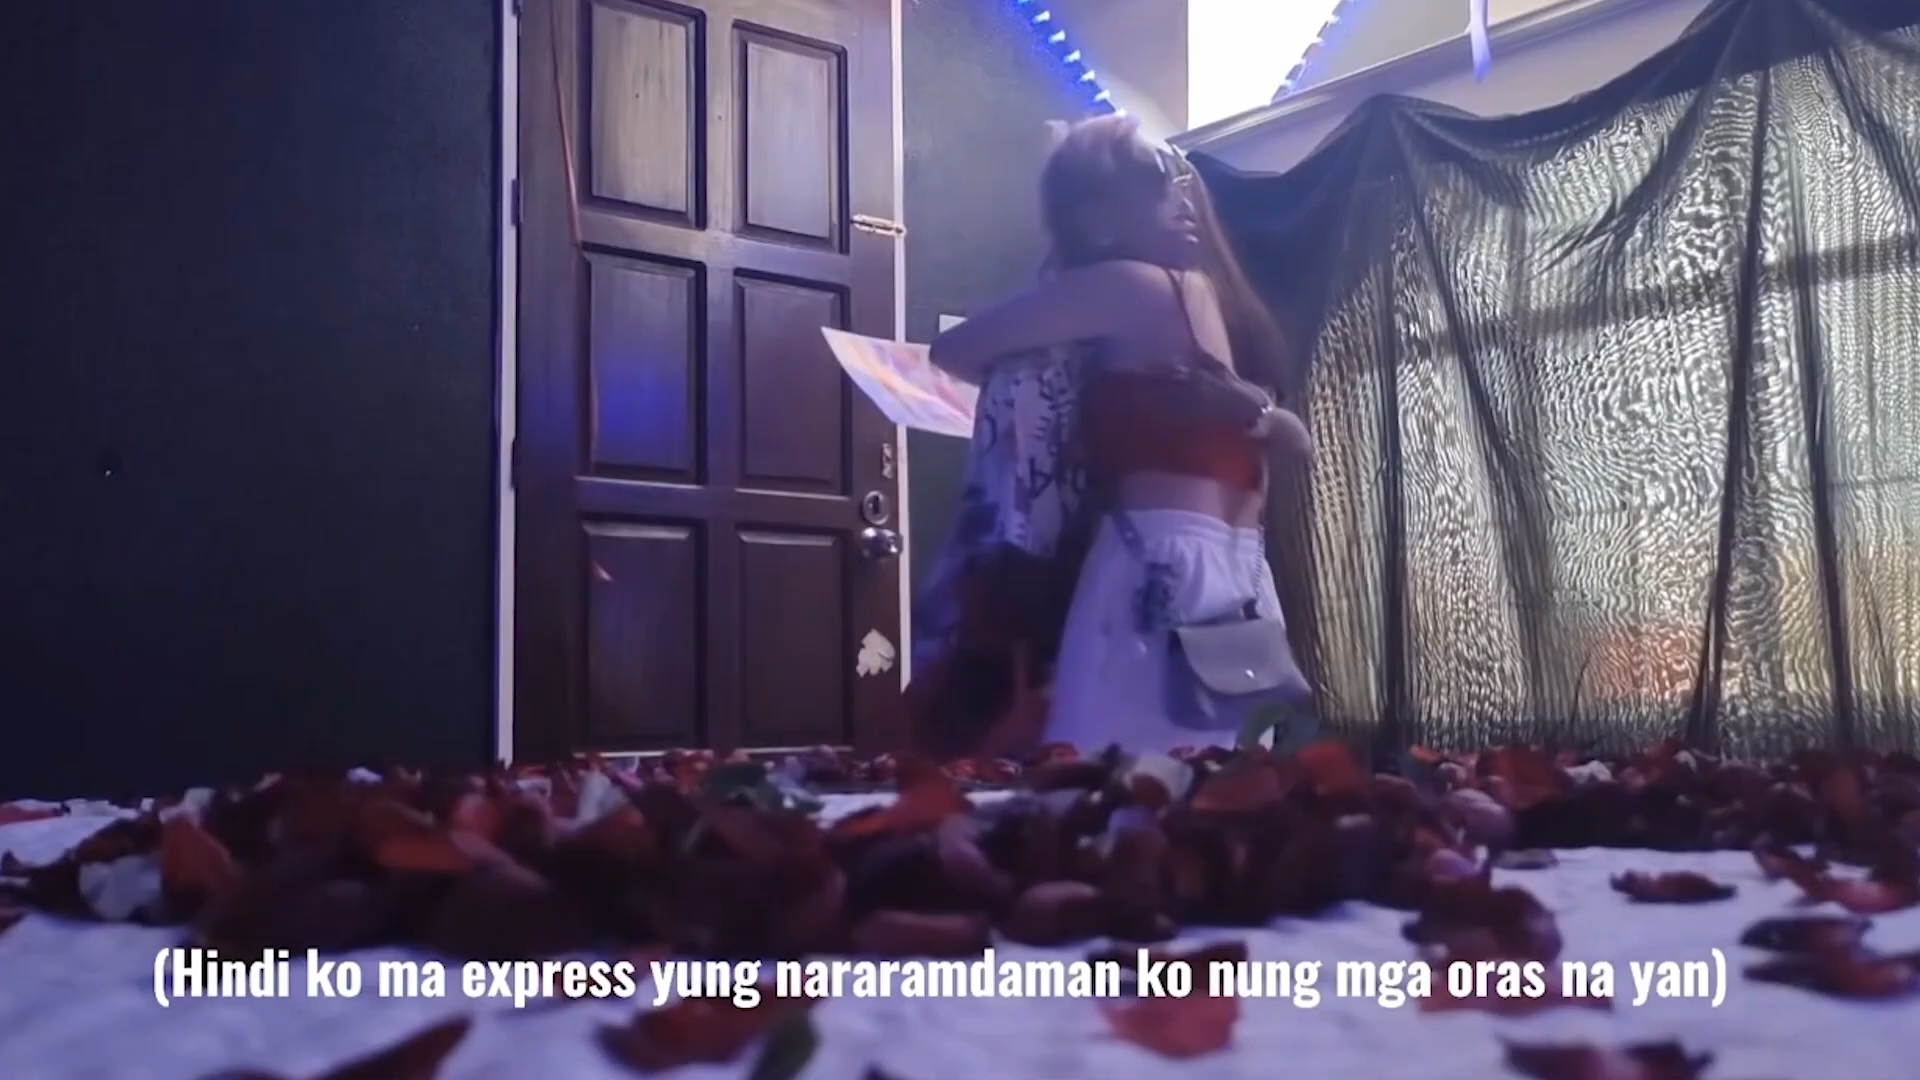 (Hindi ko ma express yung nararamdaman ko nung mga oras na yan)